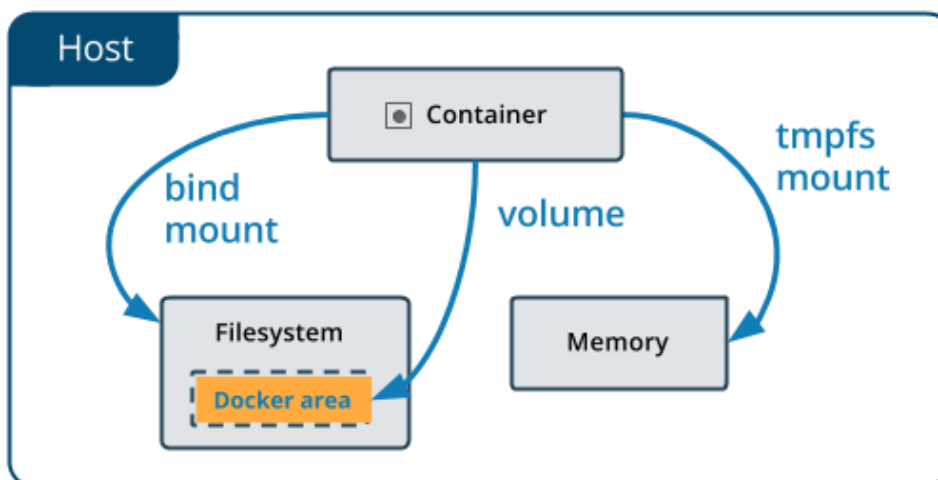 Host
Container
bind
mount
volume
tmpfs
mount
Filesystem
Docker area
Memory